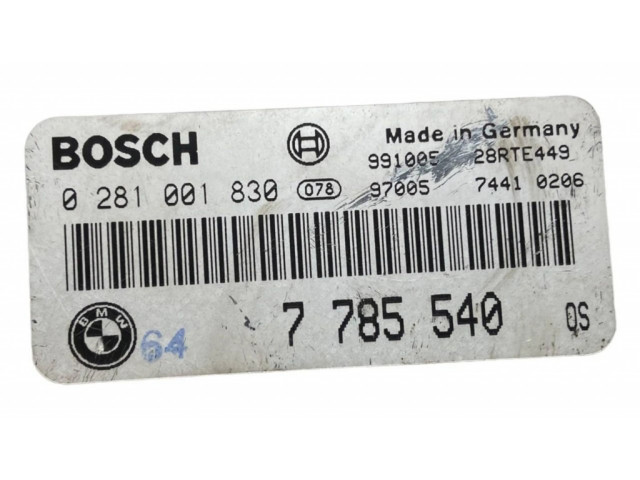 BOSCH
Made in Germany
991005 28RTE449
0 281 001 830 078 97005 7441 0206
BMW
64 7 785 540 QS